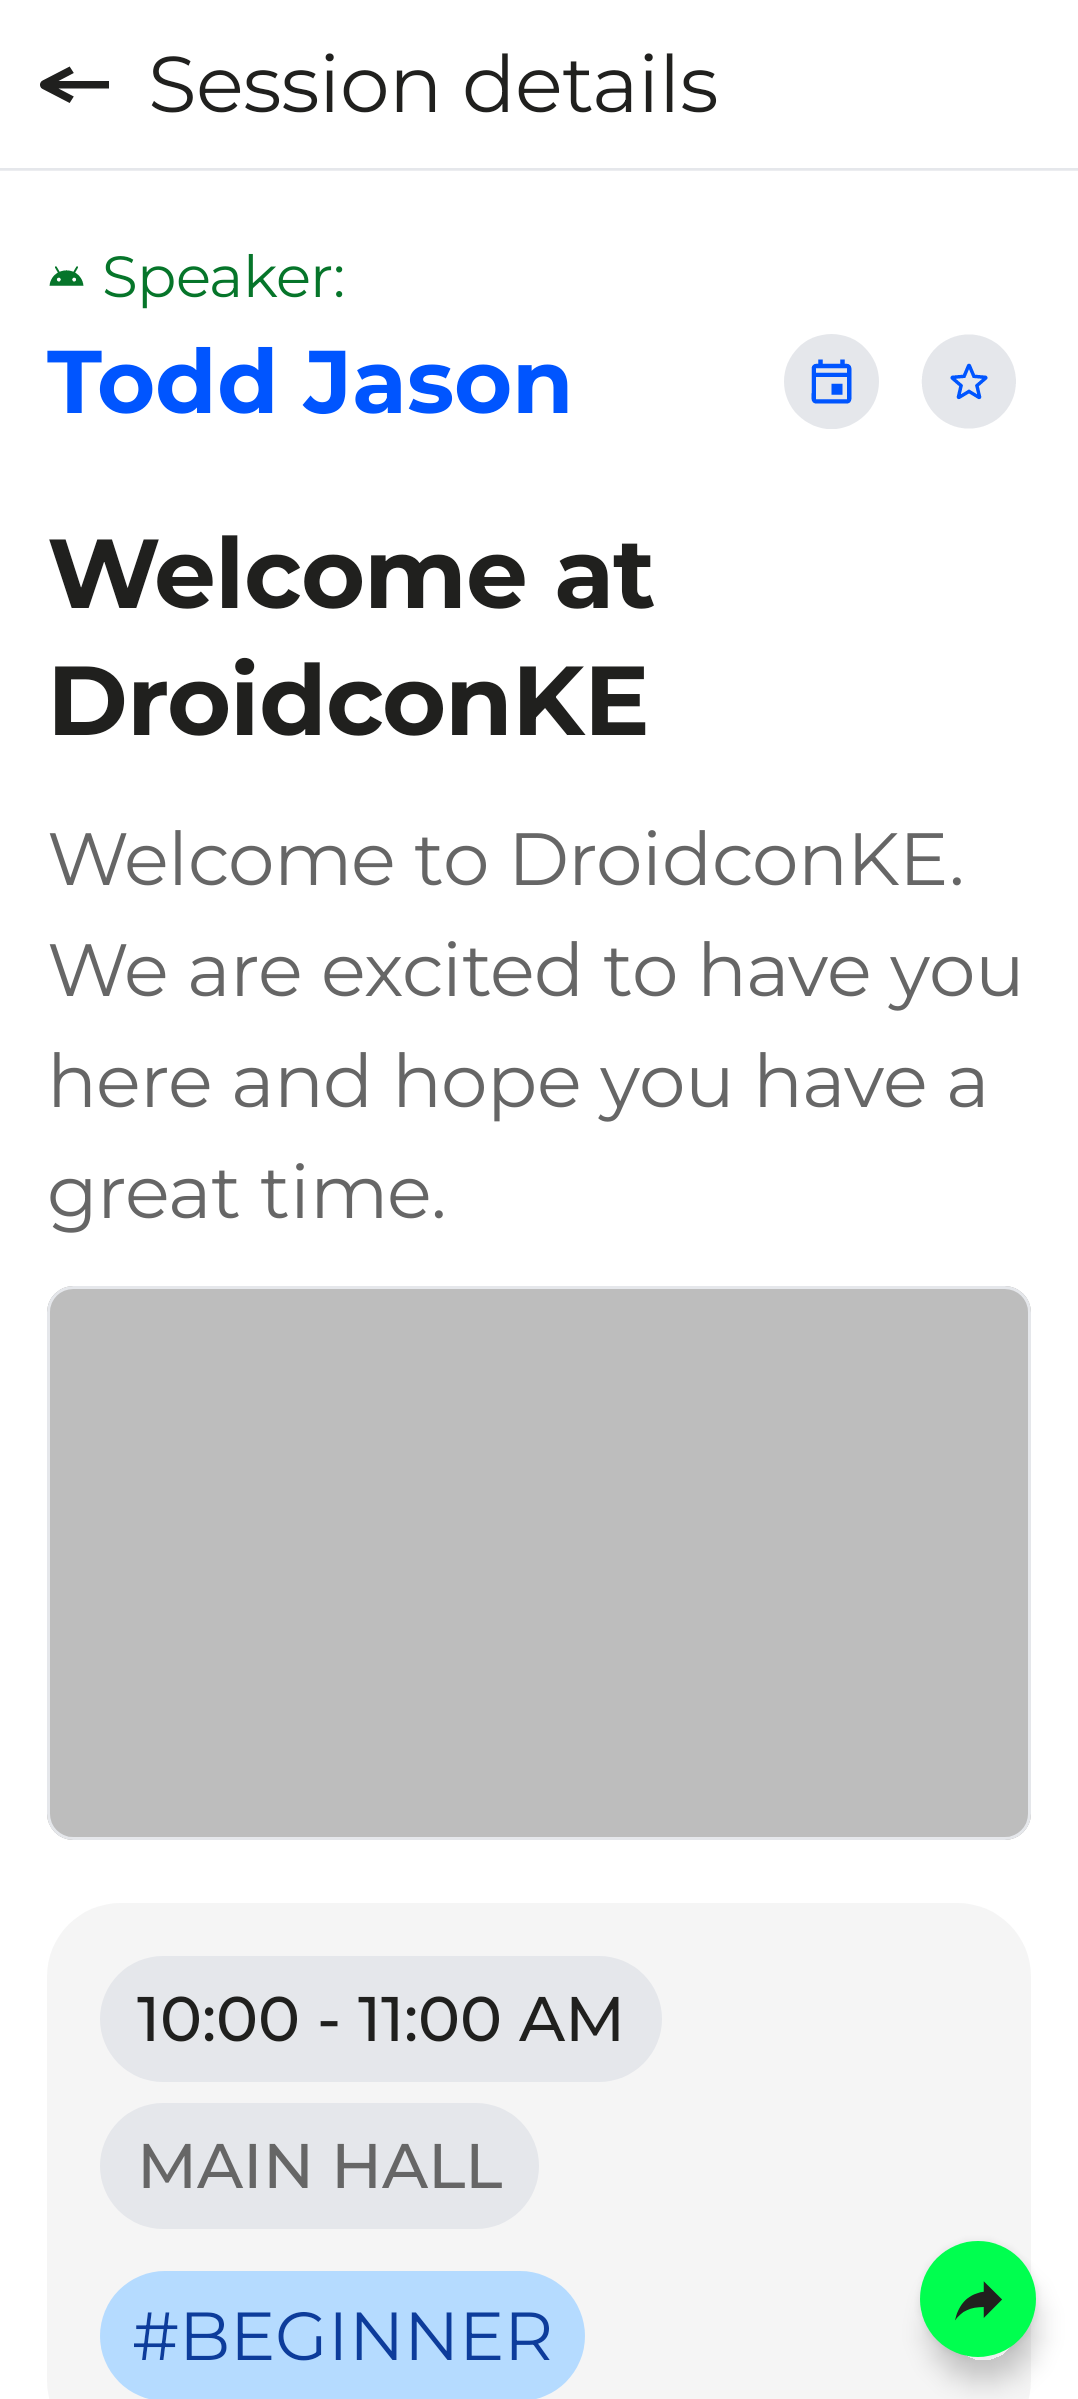 Session details
Speaker:
Todd Jason
Welcome at
DroidconKE
Welcome to DroidconKE.
We are excited to have you
here and hope you have a
great time.
10:00 - 11:00 AM
MAIN HALL
#BEGINNER